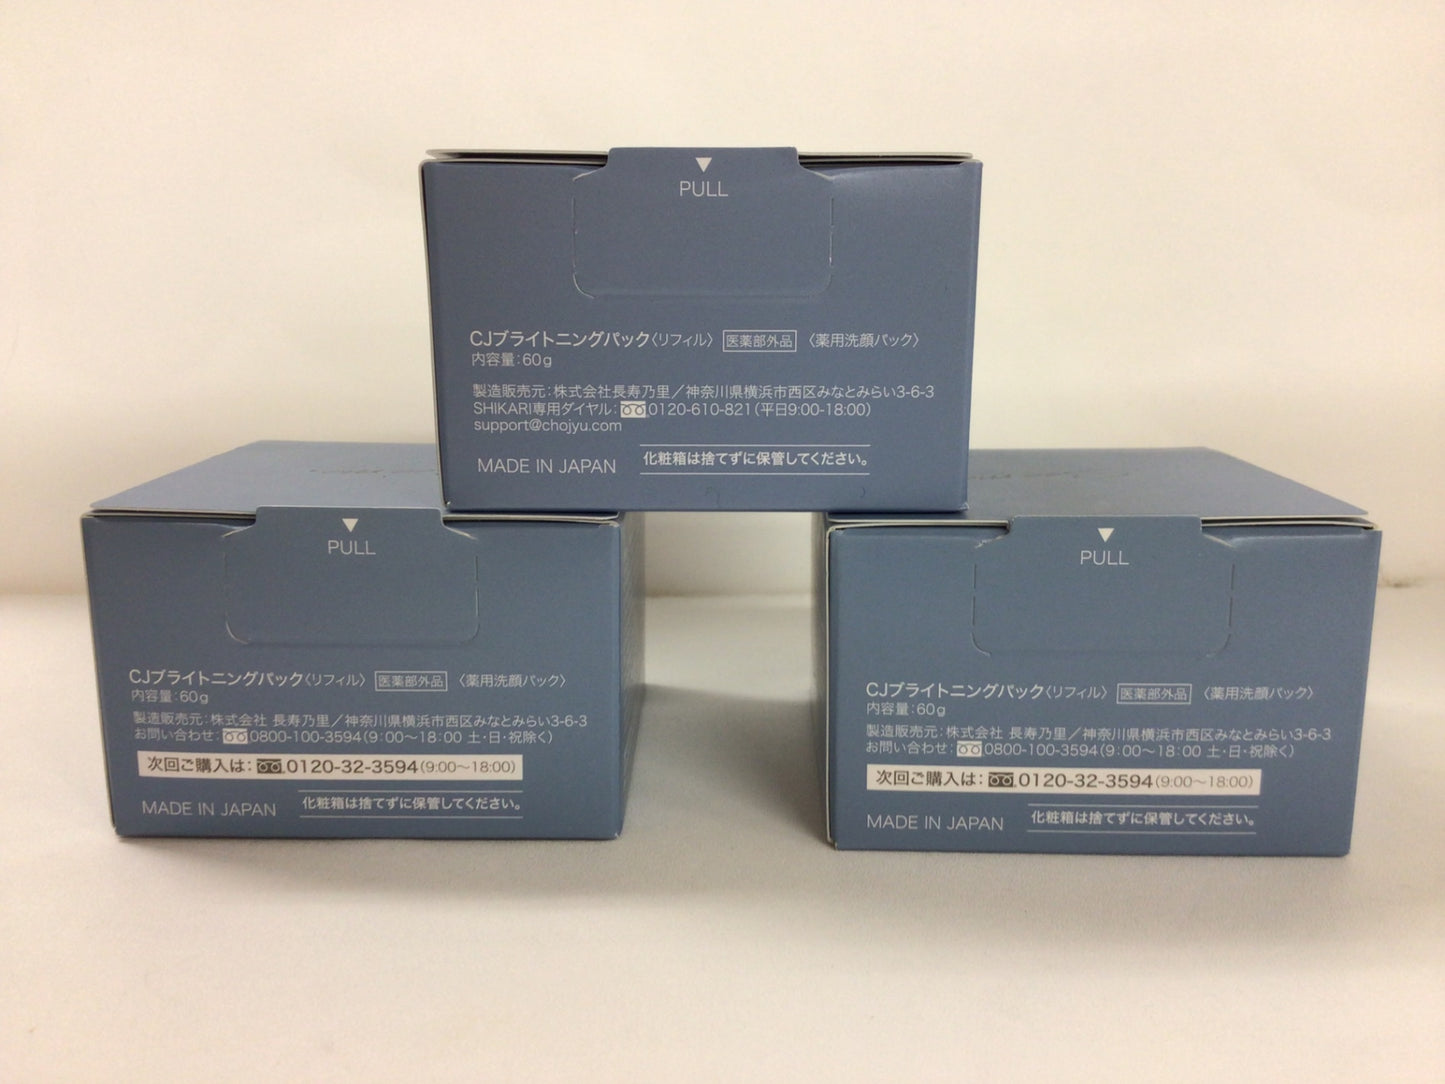 PULL
CJブライトニングパック〈リフィル〉 医薬部外品 〈薬用洗顔パック〉
内容量:60g
製造販売元:株式会社長寿乃里／神奈川県横浜市西区みなとみらい3-6-3
SHIKARI専用ダイヤル:0120-610-821(平日9:00-18:00)
support@chojyu.com
MADE IN JAPAN 化粧箱は捨てずに保管してください。
PULL
CJブライトニングパック〈リフィル〉 医薬部外品 〈薬用洗顔パック〉
内容量:60g
製造販売元:株式会社 長寿乃里／神奈川県横浜市西区みなとみらい3-6-3
お問い合わせ:0800-100-3594(9:00〜18:00 土・日・祝除く)
次回ご購入は:0120-32-3594(9:00〜18:00)
MADE IN JAPAN 化粧箱は捨てずに保管してください。
PULL
CJブライトニングパック〈リフィル〉 医薬部外品 〈薬用洗顔パック〉
内容量:60g
製造販売元:株式会社 長寿乃里／神奈川県横浜市西区みなとみらい3-6-3
お問い合わせ:0800-100-3594(9:00〜18:00 土・日・祝除く)
次回ご購入は:0120-32-3594(9:00〜18:00)
MADE IN JAPAN 化粧箱は捨てずに保管してください。